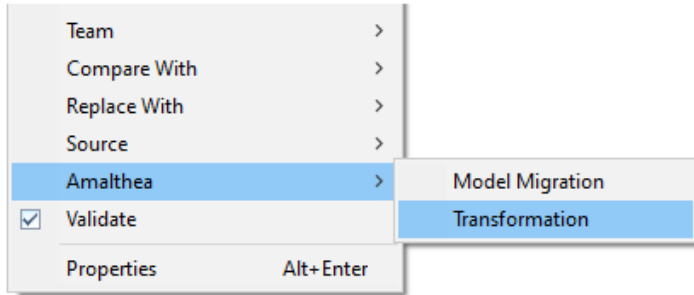 Team
Compare With
Replace With
Source
Amalthea
Model Migration
Validate
Transformation
Properties Alt+Enter